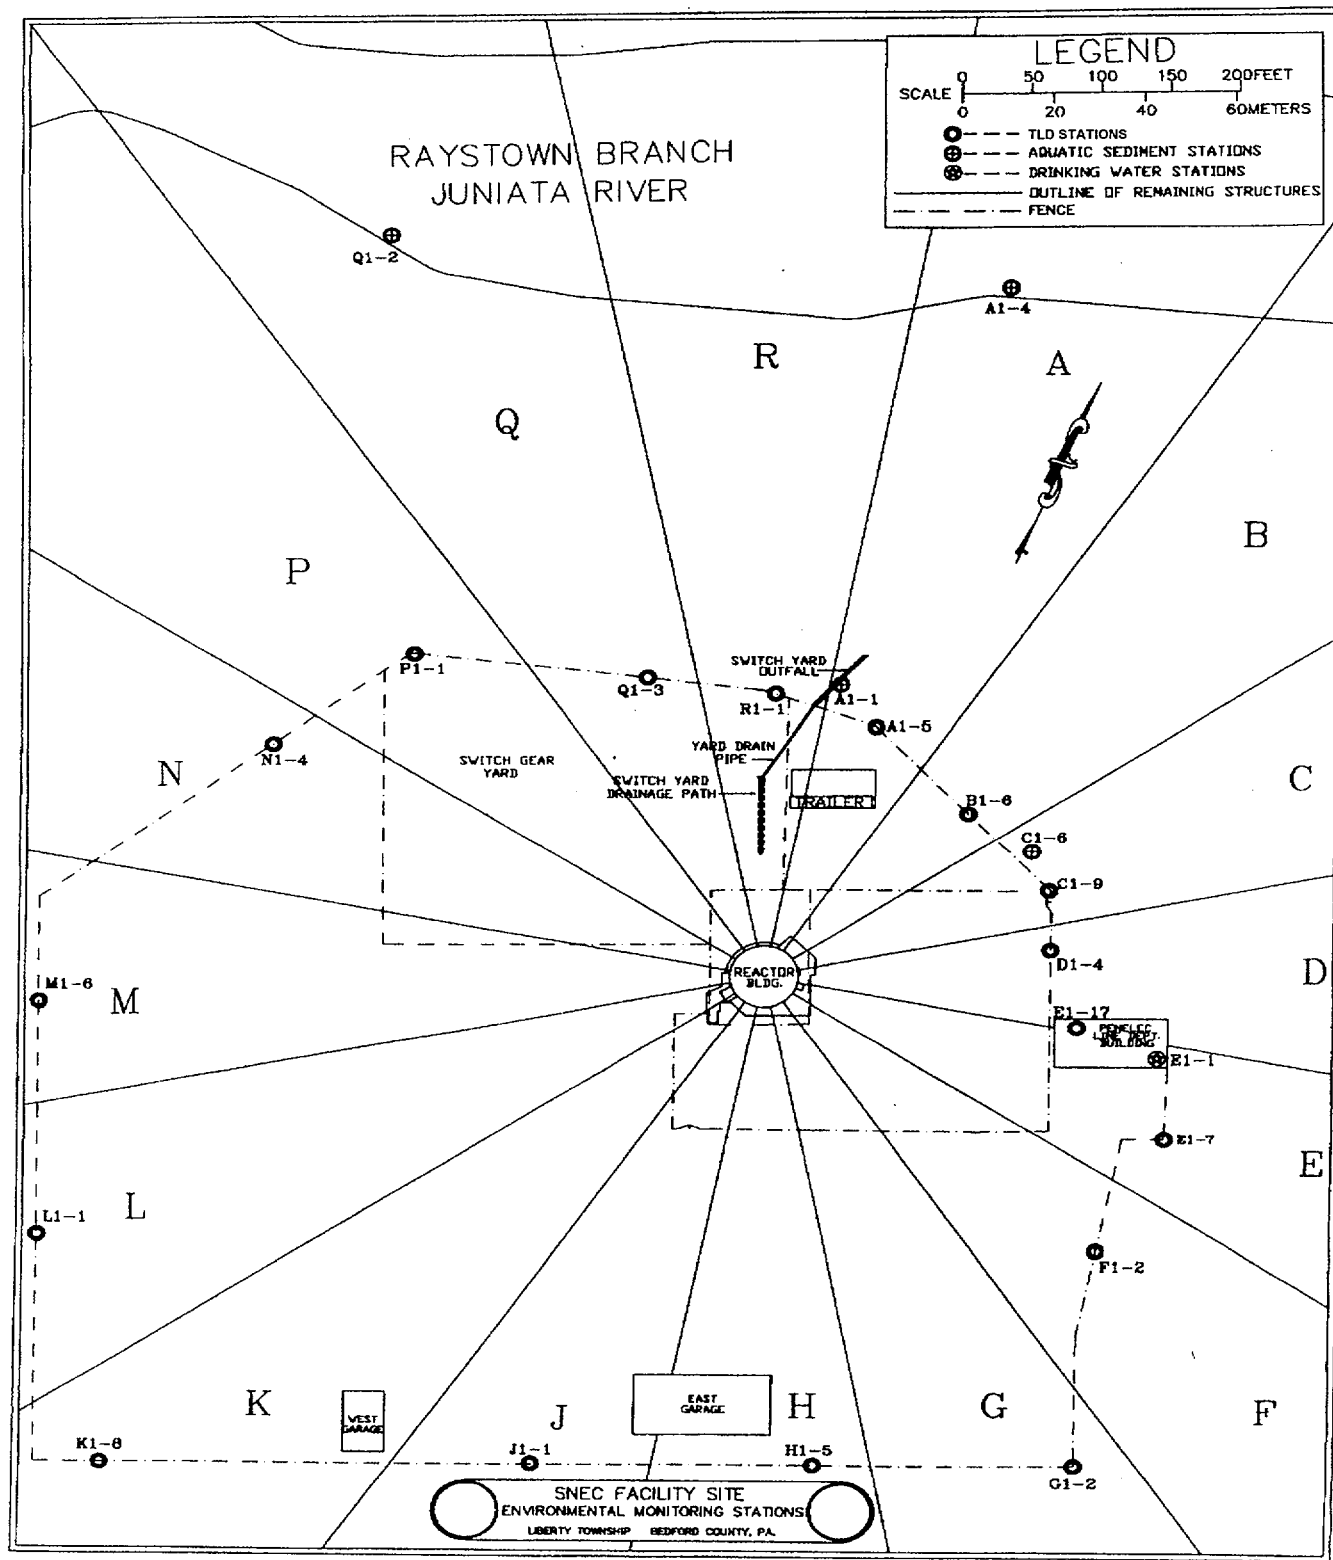 LEGEND
0 50 100 150 200FEET
SCALE
0 20 40 60METERS
TLD STATIONS
AQUATIC SEDIMENT STATIONS
DRINKING WATER STATIONS
OUTLINE OF REMAINING STRUCTURES
FENCE
RAYSTOWN BRANCH
JUNIATA RIVER
Q1-2
A1-4
R
A
Q
B
P
SWITCH YARD
OUTFALL
P1-1
Q1-3
R1-1
A1-1
A1-5
N1-4
N
SWITCH GEAR
YARD
YARD DRAIN
PIPE
SWITCH YARD
DRAINAGE PATH
TRAILER
C
B1-6
C1-6
C1-9
REACTOR
BLDG.
D1-4
D
M1-6
M
E1-17
PENELEC
LINE DEPT.
BUILDING
E1-1
E1-7
E
L
L1-1
F1-2
K
WEST
GARAGE
J
EAST
GARAGE
H
G
F
K1-8
J1-1
H1-5
G1-2
SNEC FACILITY SITE
ENVIRONMENTAL MONITORING STATIONS
LIBERTY TOWNSHIP BEDFORD COUNTY, PA.